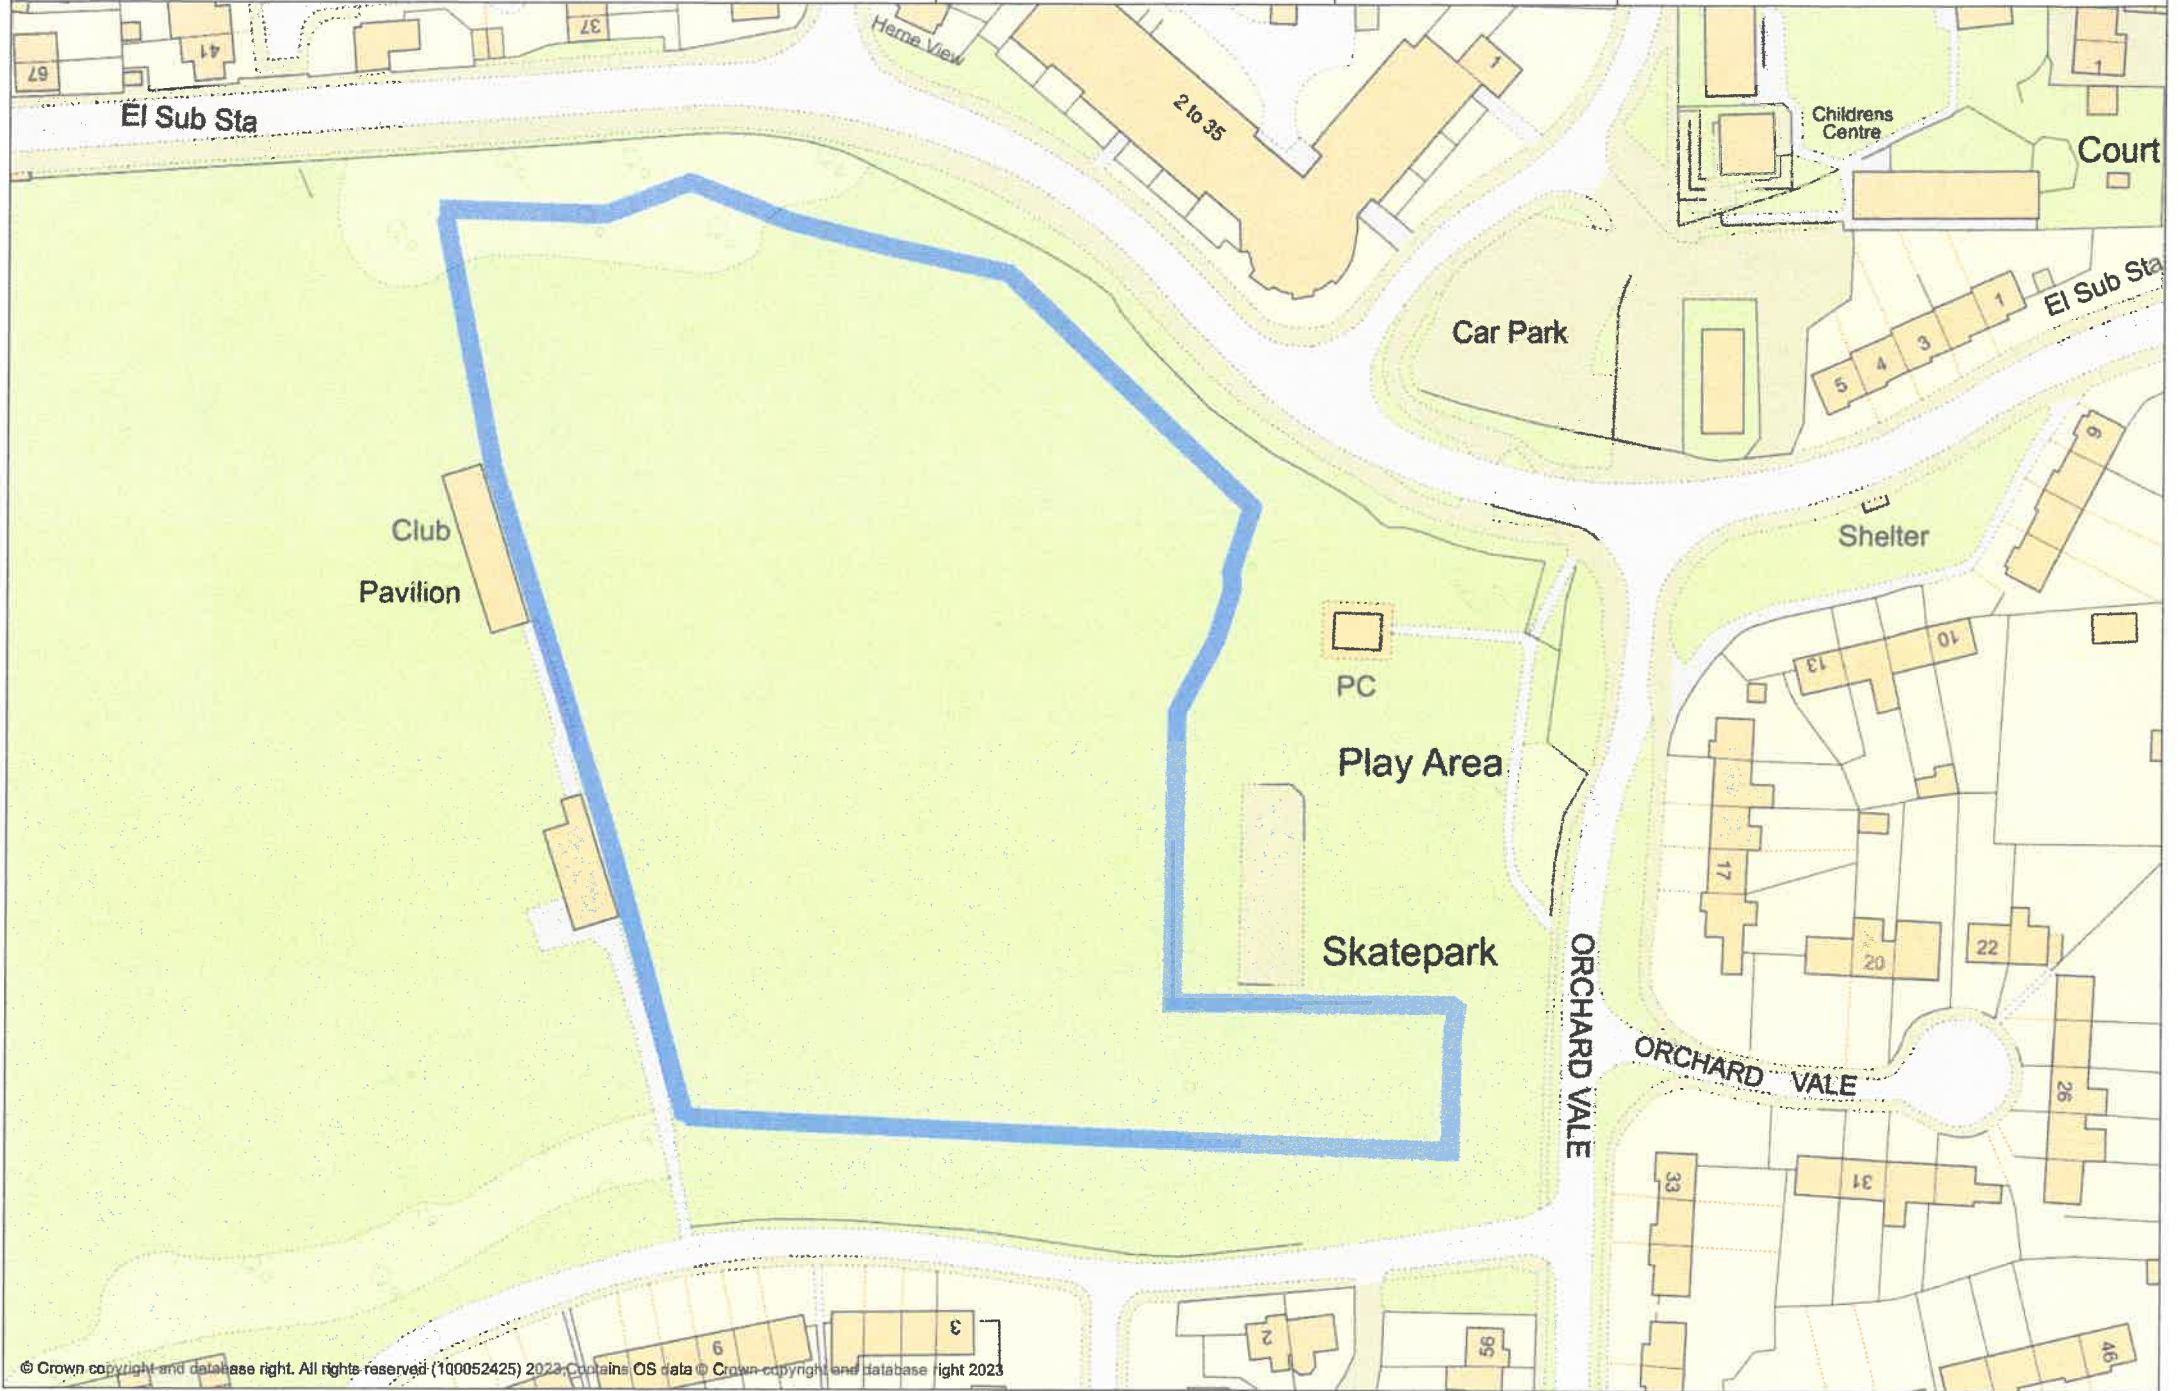 67
41
37
Herne View
1
2 to 35
El Sub Sta
Childrens
Centre
1
Court
El Sub Sta
Car Park
1
3
4
5
6
Shelter
Club
Pavilion
PC
10
13
Play Area
17
Skatepark
20
22
ORCHARD VALE
ORCHARD VALE
26
31
33
3
6
2
56
46
© Crown copyright and database right. All rights reserved (100052425) 2023,Contains OS data © Crown copyright and database right 2023